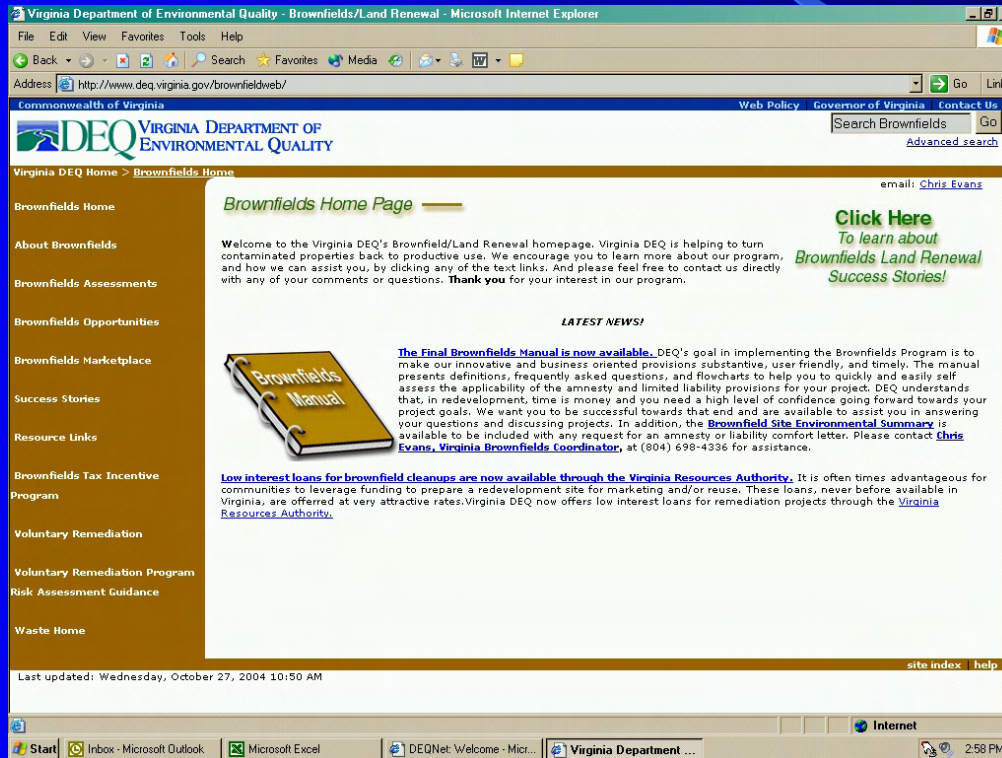 Virginia Department of Environmental Quality - Brownfields/Land Renewal - Microsoft Internet Explorer
File Edit View Favorites Tools Help
Back Search Favorites Media
Address http://www.deq.virginia.gov/brownfieldweb/ Go
Commonwealth of Virginia Web Policy Governor of Virginia Contact Us
DEQ VIRGINIA DEPARTMENT OF
ENVIRONMENTAL QUALITY
Search Brownfields Go
Advanced search
Virginia DEQ Home > Brownfields Home
email: Chris Evans
Brownfields Home
About Brownfields
Brownfields Assessments
Brownfields Opportunities
Brownfields Marketplace
Success Stories
Resource Links
Brownfields Tax Incentive
Program
Voluntary Remediation
Voluntary Remediation Program
Risk Assessment Guidance
Waste Home
Brownfields Home Page
Click Here
To learn about
Brownfields Land Renewal
Success Stories!
Welcome to the Virginia DEQ's Brownfield/Land Renewal homepage. Virginia DEQ is helping to turn
contaminated properties back to productive use. We encourage you to learn more about our program,
and how we can assist you, by clicking any of the text links. And please feel free to contact us directly
with any of your comments or questions. Thank you for your interest in our program.
LATEST NEWS!
Brownfields
Manual
The Final Brownfields Manual is now available. DEQ's goal in implementing the Brownfields Program is to
make our innovative and business oriented provisions substantive, user friendly, and timely. The manual
presents definitions, frequently asked questions, and flowcharts to help you to quickly and easily self
assess the applicability of the amnesty and limited liability provisions for your project. DEQ understands
that, in redevelopment, time is money and you need a high level of confidence going forward towards your
project goals. We want you to be successful towards that end and are available to assist you in answering
your questions and discussing projects. In addition, the Brownfield Site Environmental Summary is
available to be included with any request for an amnesty or liability comfort letter. Please contact Chris
Evans, Virginia Brownfields Coordinator, at (804) 698-4336 for assistance.
Low interest loans for brownfield cleanups are now available through the Virginia Resources Authority. It is often times advantageous for
communities to leverage funding to prepare a redevelopment site for marketing and/or reuse. These loans, never before available in
Virginia, are offerred at very attractive rates.Virginia DEQ now offers low interest loans for remediation projects through the Virginia
Resources Authority.
site index | help
Last updated: Wednesday, October 27, 2004 10:50 AM
Internet
Start Inbox - Microsoft Outlook Microsoft Excel DEQNet: Welcome - Micr... Virginia Department ... 2:58 PM